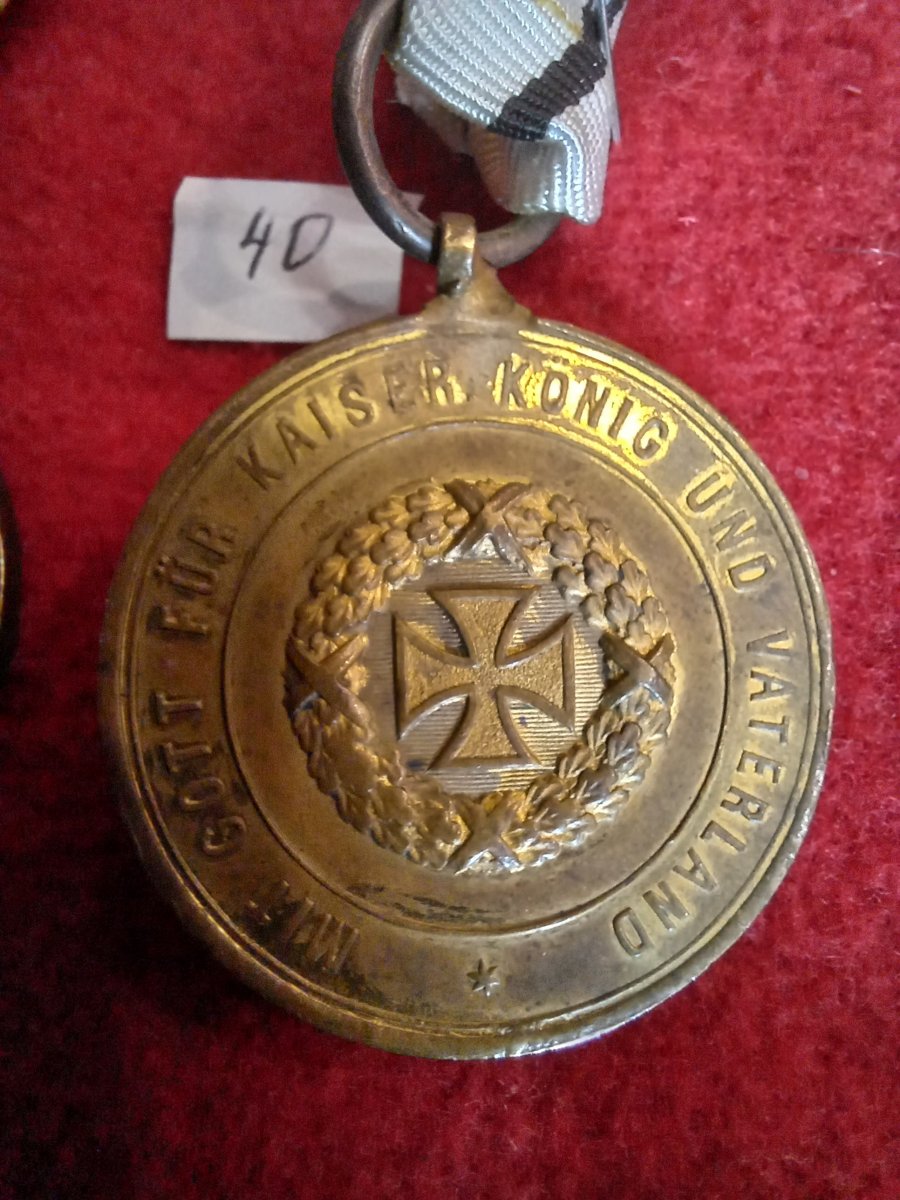 40
MIT GOTT FÜR KAISER, KÖNIG UND VATERLAND